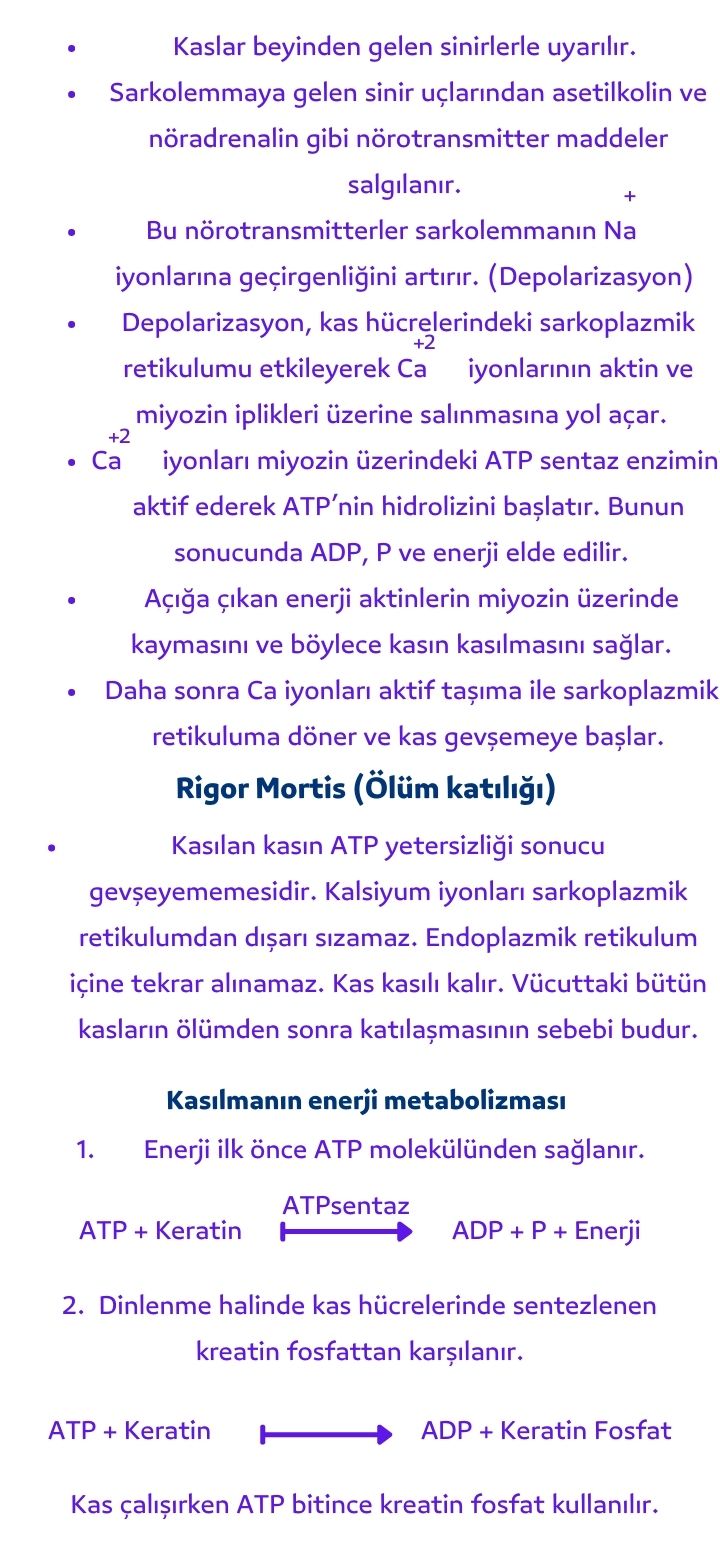 • Kaslar beyinden gelen sinirlerle uyarılır.
• Sarkolemmaya gelen sinir uçlarından asetilkolin ve
nöradrenalin gibi nörotransmitter maddeler
salgılanır.
• Bu nörotransmitterler sarkolemmanın Na+
iyonlarına geçirgenliğini artırır. (Depolarizasyon)
• Depolarizasyon, kas hücrelerindeki sarkoplazmik
retikulumu etkileyerek Ca+2 iyonlarının aktin ve
miyozin iplikleri üzerine salınmasına yol açar.
• Ca+2 iyonları miyozin üzerindeki ATP sentaz enzimin
aktif ederek ATP’nin hidrolizini başlatır. Bunun
sonucunda ADP, P ve enerji elde edilir.
• Açığa çıkan enerji aktinlerin miyozin üzerinde
kaymasını ve böylece kasın kasılmasını sağlar.
• Daha sonra Ca iyonları aktif taşıma ile sarkoplazmik
retikuluma döner ve kas gevşemeye başlar.
Rigor Mortis (Ölüm katılığı)
• Kasılan kasın ATP yetersizliği sonucu
gevşeyememesidir. Kalsiyum iyonları sarkoplazmik
retikulumdan dışarı sızamaz. Endoplazmik retikulum
içine tekrar alınamaz. Kas kasılı kalır. Vücuttaki bütün
kasların ölümden sonra katılaşmasının sebebi budur.
Kasılmanın enerji metabolizması
1. Enerji ilk önce ATP molekülünden sağlanır.
ATPsentaz
ATP + Keratin ADP + P + Enerji
2. Dinlenme halinde kas hücrelerinde sentezlenen
kreatin fosfattan karşılanır.
ATP + Keratin ADP + Keratin Fosfat
Kas çalışırken ATP bitince kreatin fosfat kullanılır.